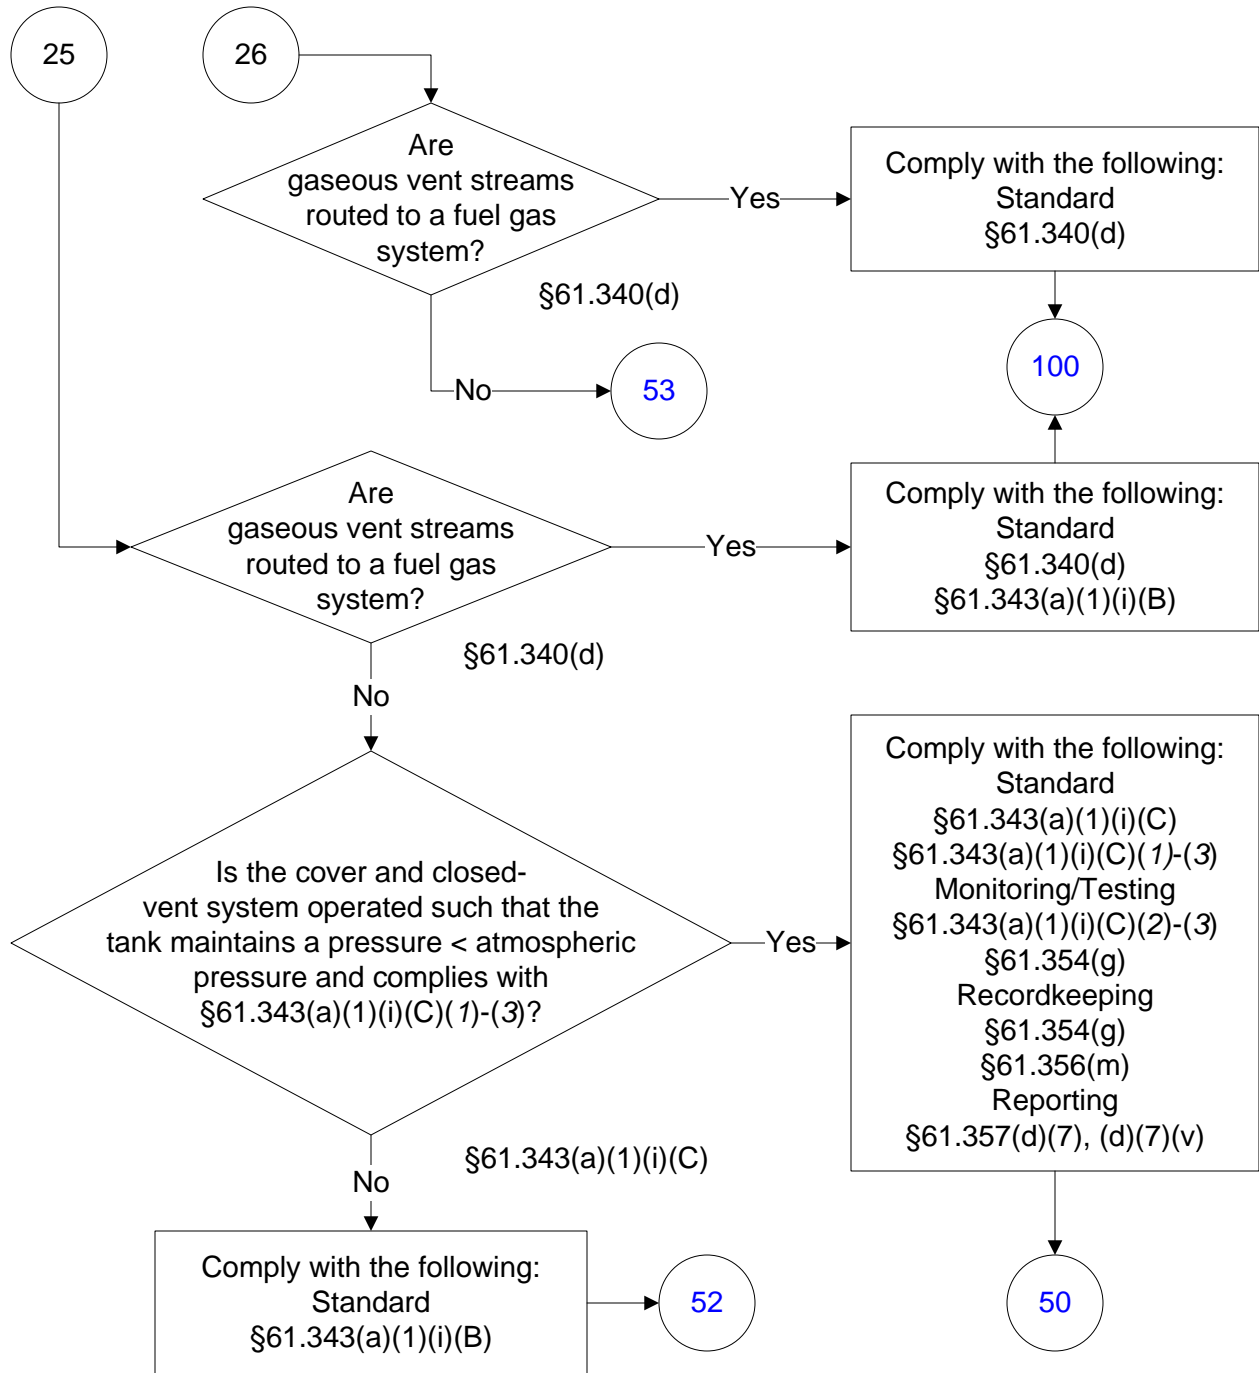 25
26
Are
gaseous vent streams
routed to a fuel gas
system?
§61.340(d)
Yes
Comply with the following:
Standard
§61.340(d)
100
No
53
Are
gaseous vent streams
routed to a fuel gas
system?
§61.340(d)
Yes
Comply with the following:
Standard
§61.340(d)
§61.343(a)(1)(i)(B)
No
Is the cover and closed-
vent system operated such that the
tank maintains a pressure < atmospheric
pressure and complies with
§61.343(a)(1)(i)(C)(1)-(3)?
§61.343(a)(1)(i)(C)
Yes
Comply with the following:
Standard
§61.343(a)(1)(i)(C)
§61.343(a)(1)(i)(C)(1)-(3)
Monitoring/Testing
§61.343(a)(1)(i)(C)(2)-(3)
§61.354(g)
Recordkeeping
§61.354(g)
§61.356(m)
Reporting
§61.357(d)(7), (d)(7)(v)
50
No
Comply with the following:
Standard
§61.343(a)(1)(i)(B)
52